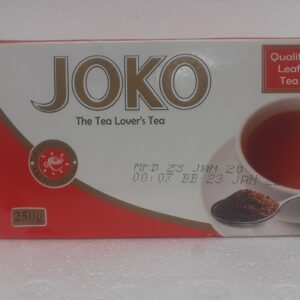 JOKO
The Tea Lover's Tea
Quality
Leaf
Tea
MFD 23 JAN 20
00:07 BB 23 JAN
250g